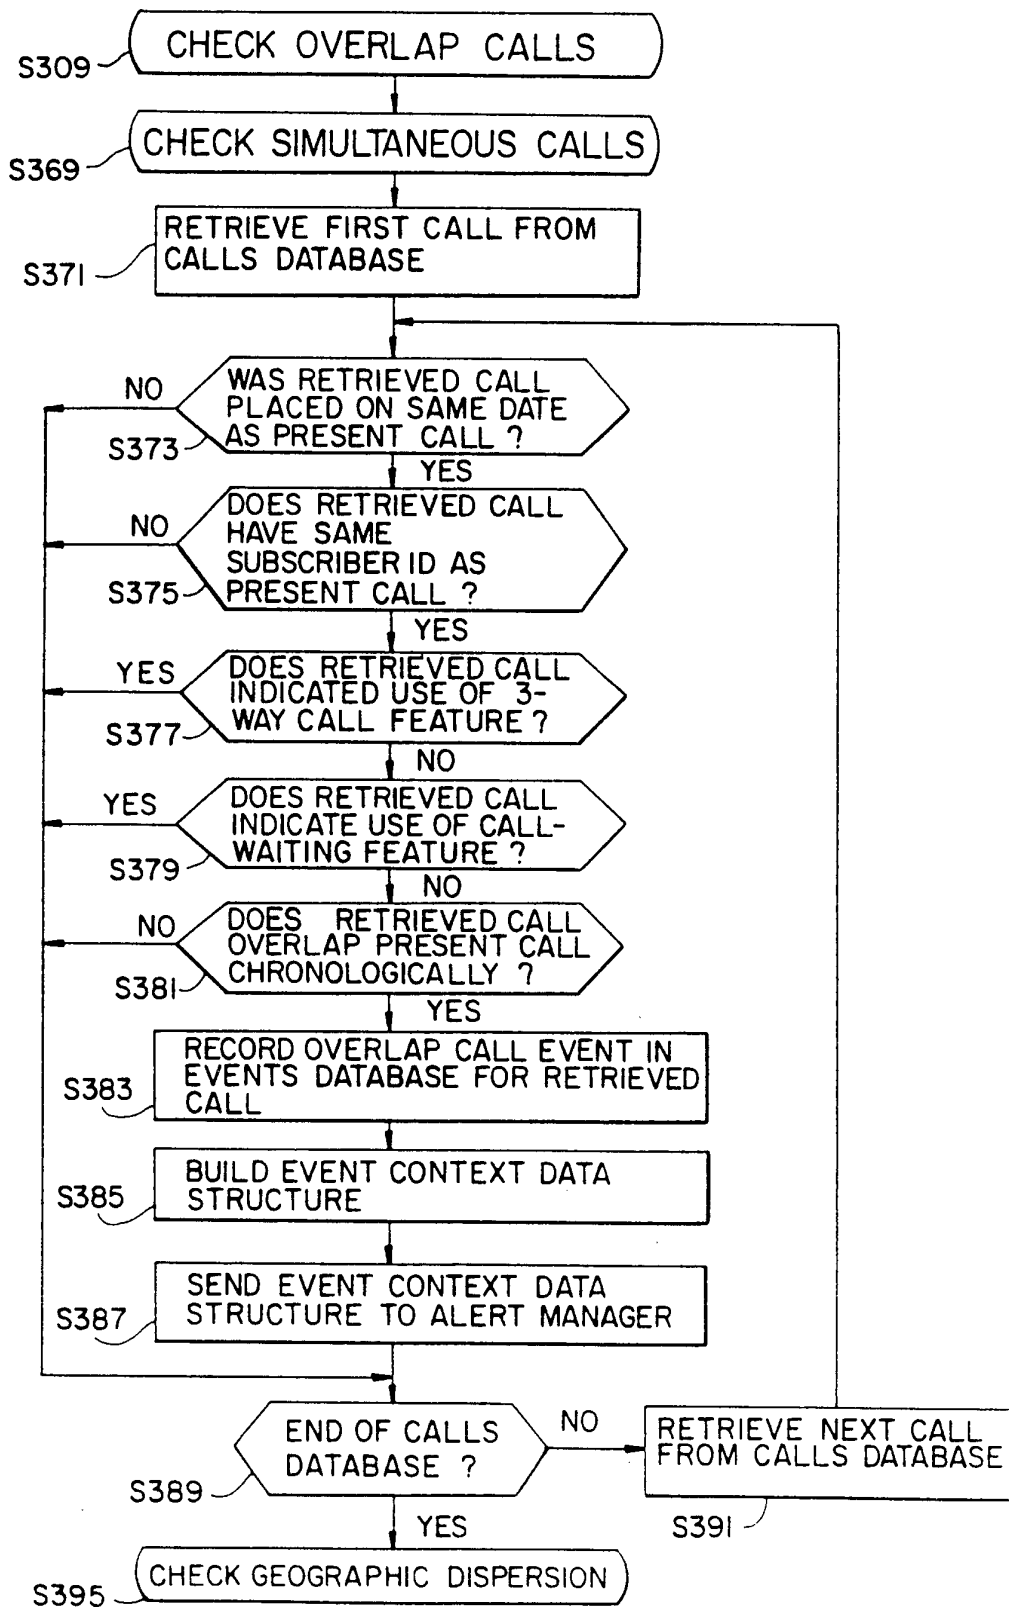 CHECK OVERLAP CALLS
S309
CHECK SIMULTANEOUS CALLS
S369
RETRIEVE FIRST CALL FROM
CALLS DATABASE
S371
NO
WAS RETRIEVED CALL
PLACED ON SAME DATE
AS PRESENT CALL ?
S373
YES
NO
DOES RETRIEVED CALL
HAVE SAME
SUBSCRIBER ID AS
PRESENT CALL ?
S375
YES
YES
DOES RETRIEVED CALL
INDICATED USE OF 3-
WAY CALL FEATURE ?
S377
NO
YES
DOES RETRIEVED CALL
INDICATE USE OF CALL-
WAITING FEATURE ?
S379
NO
NO
DOES RETRIEVED CALL
OVERLAP PRESENT CALL
CHRONOLOGICALLY ?
S381
YES
RECORD OVERLAP CALL EVENT IN
EVENTS DATABASE FOR RETRIEVED
CALL
S383
BUILD EVENT CONTEXT DATA
STRUCTURE
S385
SEND EVENT CONTEXT DATA
STRUCTURE TO ALERT MANAGER
S387
END OF CALLS
DATABASE ?
S389
NO
RETRIEVE NEXT CALL
FROM CALLS DATABASE
S391
YES
CHECK GEOGRAPHIC DISPERSION
S395